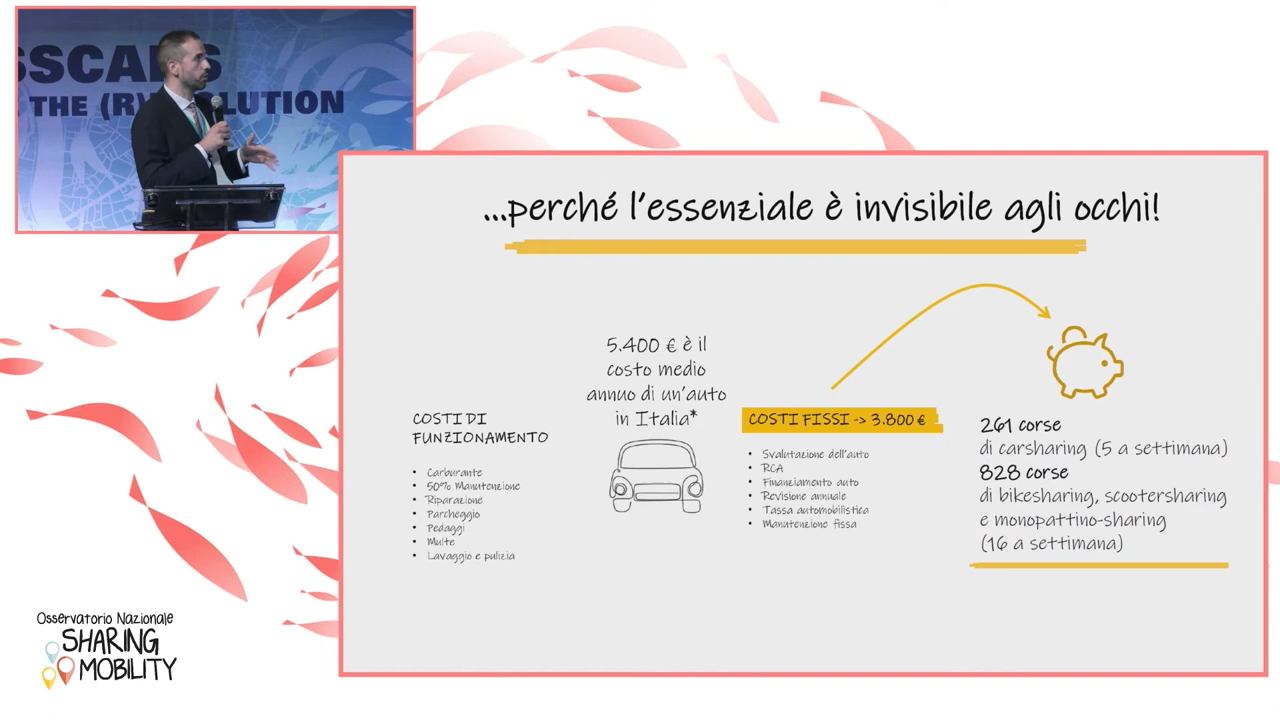 THE (R)
LUTION
...perché l'essenziale è invisibile agli occhi!
5.400 € è il
costo medio
annuo di un'auto
in Italia*
COSTI DI
FUNZIONAMENTO
• Carburante
• 50% Manutenzione
• Riparazione
• Parcheggio
• Pedaggi
• Multe
• Lavaggio e pulizia
COSTI FISSI -> 3.800 €
• Svalutazione dell'auto
• RCA
• Finanziamento auto
• Revisione annuale
• Tassa automobilistica
• Manutenzione fissa
261 corse
di carsharing (5 a settimana)
828 corse
di bikesharing, scootersharing
e monopattino-sharing
(16 a settimana)
Osservatorio Nazionale
SHARING
MOBILITY